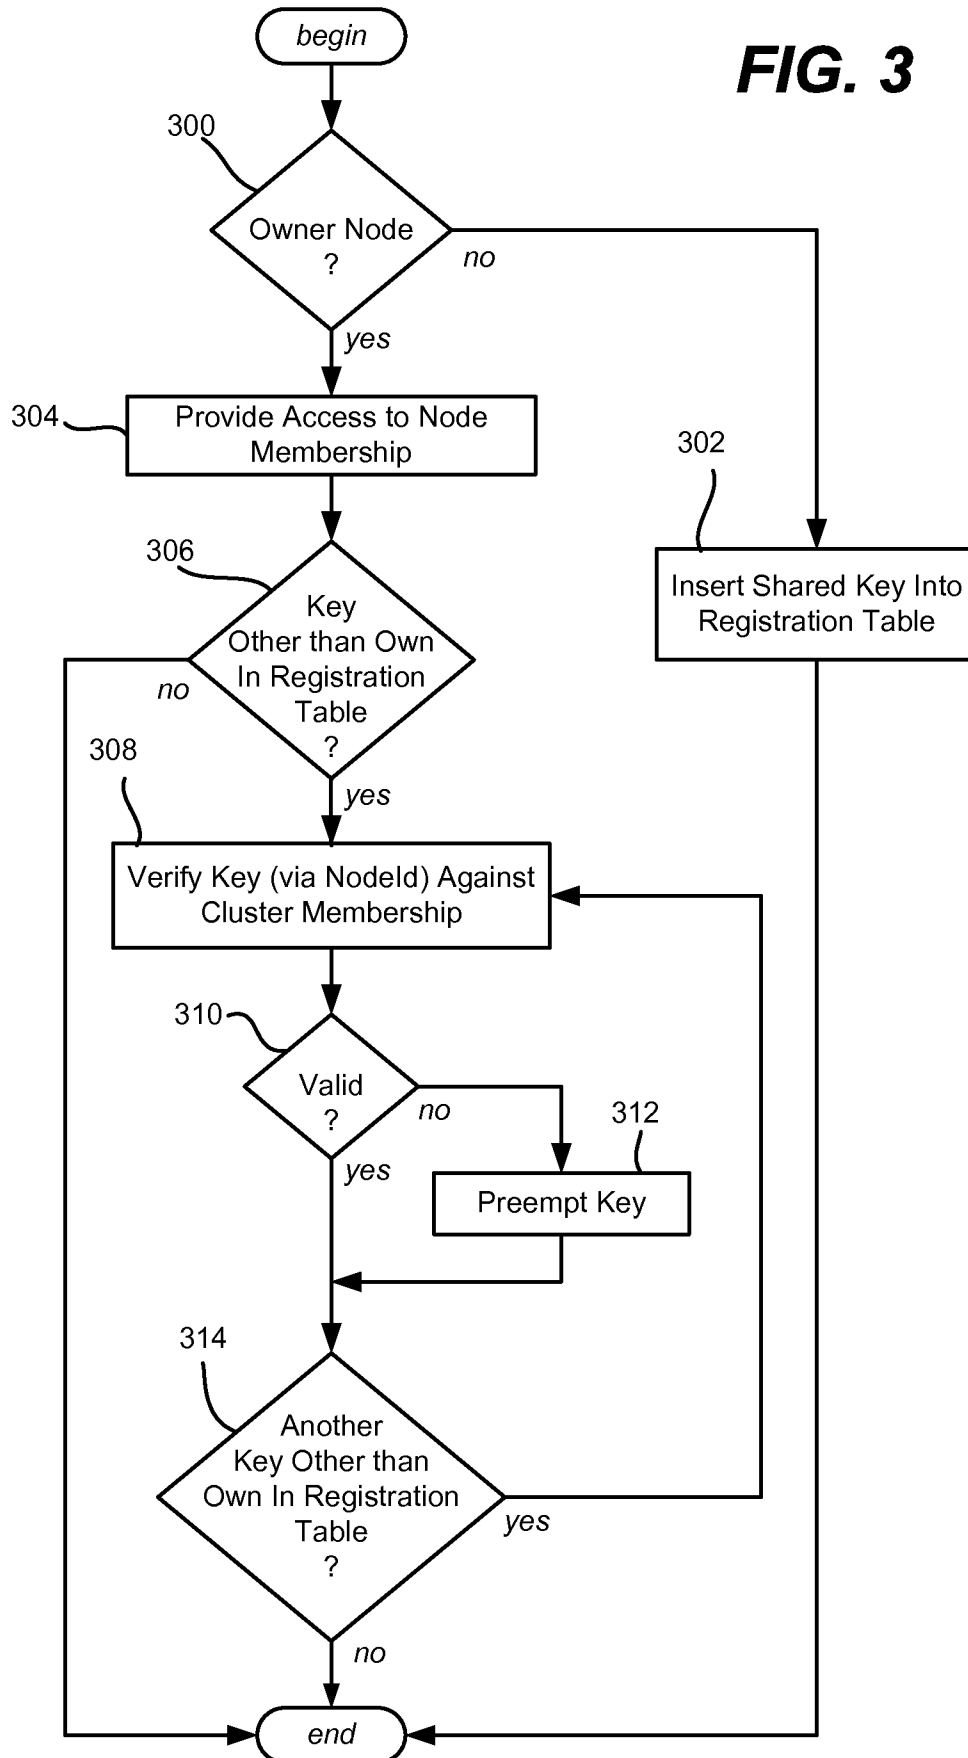 begin
FIG. 3
300
Owner Node
?
no
yes
304
Provide Access to Node
Membership
302
306
Key
Other than Own
In Registration
Table
?
Insert Shared Key Into
Registration Table
no
308
yes
Verify Key (via NodeId) Against
Cluster Membership
310
Valid
?
no
312
yes
Preempt Key
314
Another
Key Other than
Own In Registration
Table
?
yes
no
end